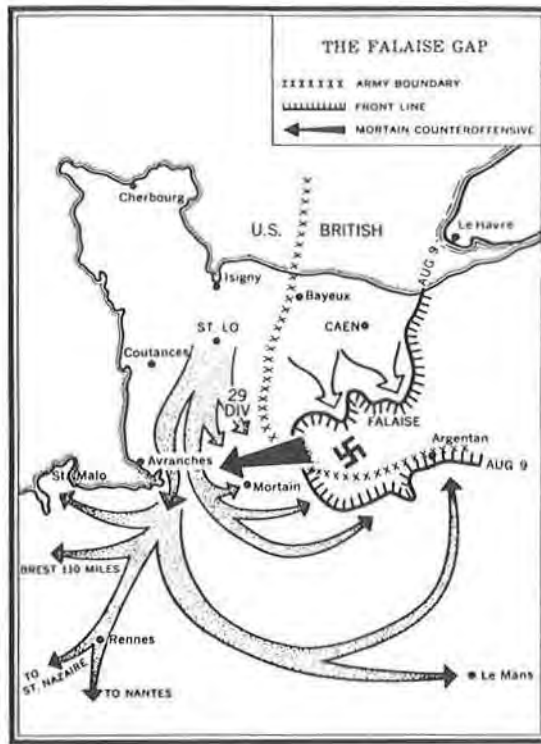 THE FALAISE GAP
xxxxxxx ARMY BOUNDARY
FRONT LINE
MORTAIN COUNTEROFFENSIVE
Cherbourg
U.S. BRITISH
Le Havre
AUG 9
Isigny
Bayeux
ST. LO
CAEN
Coutances
29
DIV
FALAISE
Argentan
AUG 9
Avranches
St. Malo
Mortain
BREST 110 MILES
Rennes
TO
ST. NAZAIRE
TO NANTES
Le Mans